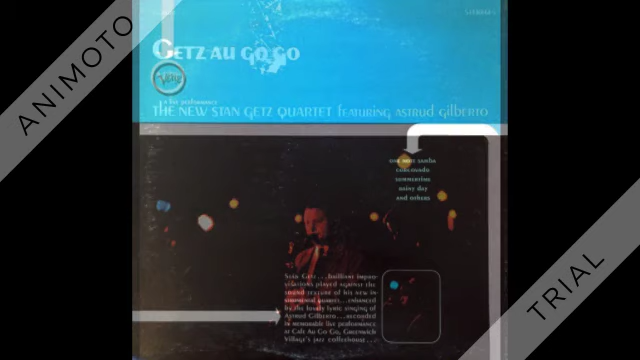 ANIMOTO
GETZ AU GO GO
Verve
a live performance
THE NEW STAN GETZ QUARTET FEATURING ASTRUD GILBERTO
ONE NOTE SAMBA
CORCOVADO
SUMMERTIME
RAINY DAY
AND OTHERS
STAN GETZ...brilliant improv-
visations played against the
sound texture of his new in-
strumental quartet...enhanced
by the lovely lyric singing of
ASTRUD GILBERTO...recorded
in memorable live performance
at CAFE AU GO GO, GREENWICH
VILLAGE'S jazz coffeehouse...
TRIAL